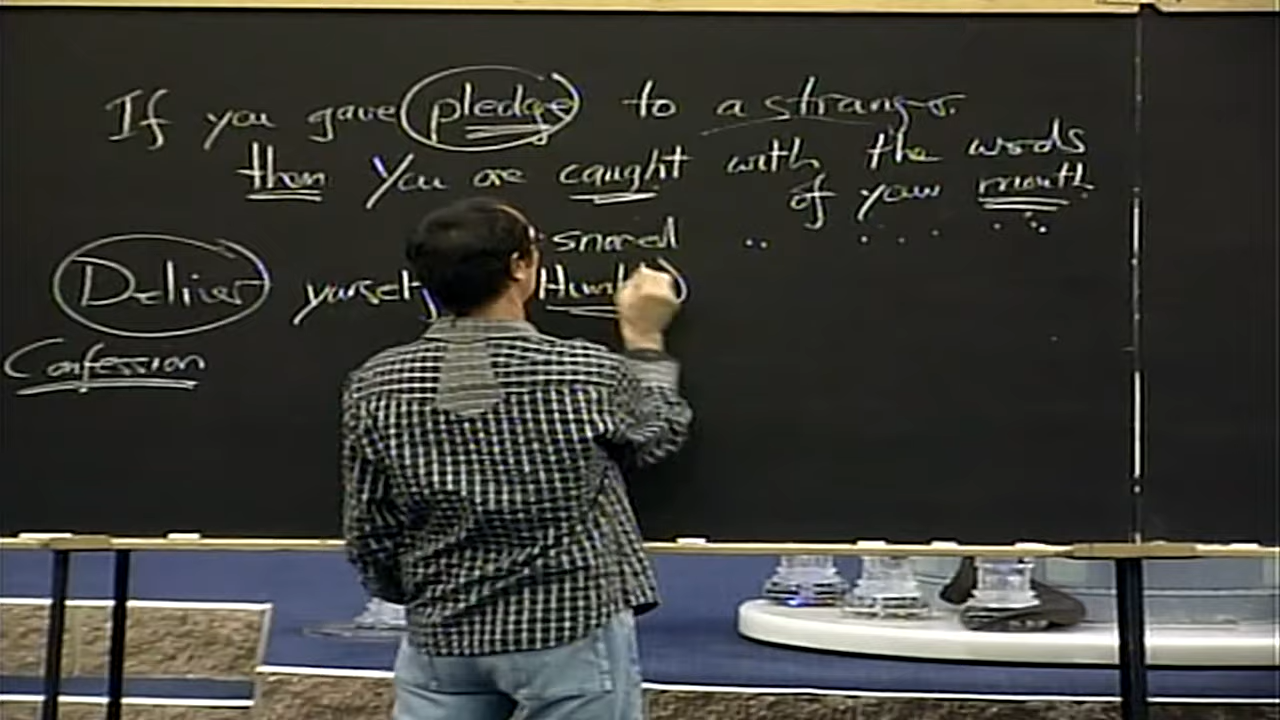 If you gave pledge to a stranger.
then You are caught with the words
of your mouth.
snared
Deliver
Confession